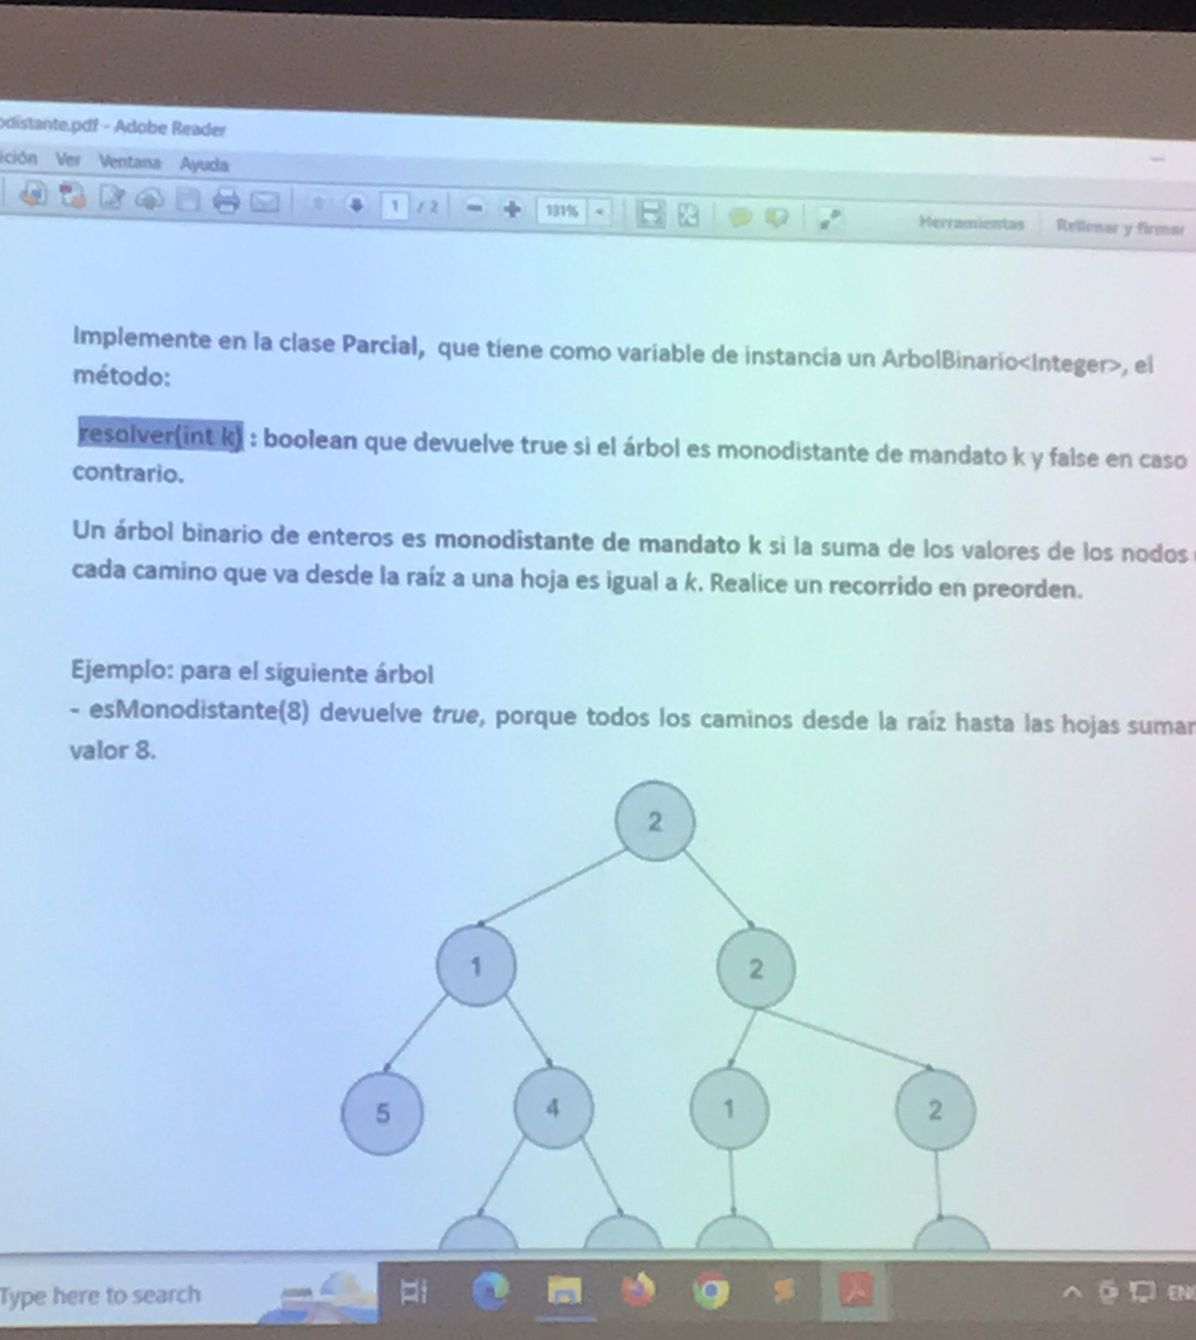 odistante.pdf - Adobe Reader
ición Ver Ventana Ayuda
1 / 2 131% Herramientas Rellenar y firmar
Implemente en la clase Parcial, que tiene como variable de instancia un ArbolBinario<Integer>, el
método:
resolver(int k) : boolean que devuelve true si el árbol es monodistante de mandato k y false en caso
contrario.
Un árbol binario de enteros es monodistante de mandato k si la suma de los valores de los nodos
cada camino que va desde la raíz a una hoja es igual a k. Realice un recorrido en preorden.
Ejemplo: para el siguiente árbol
- esMonodistante(8) devuelve true, porque todos los caminos desde la raíz hasta las hojas suman
valor 8.
2
1 2
5 4 1 2
Type here to search
ENG